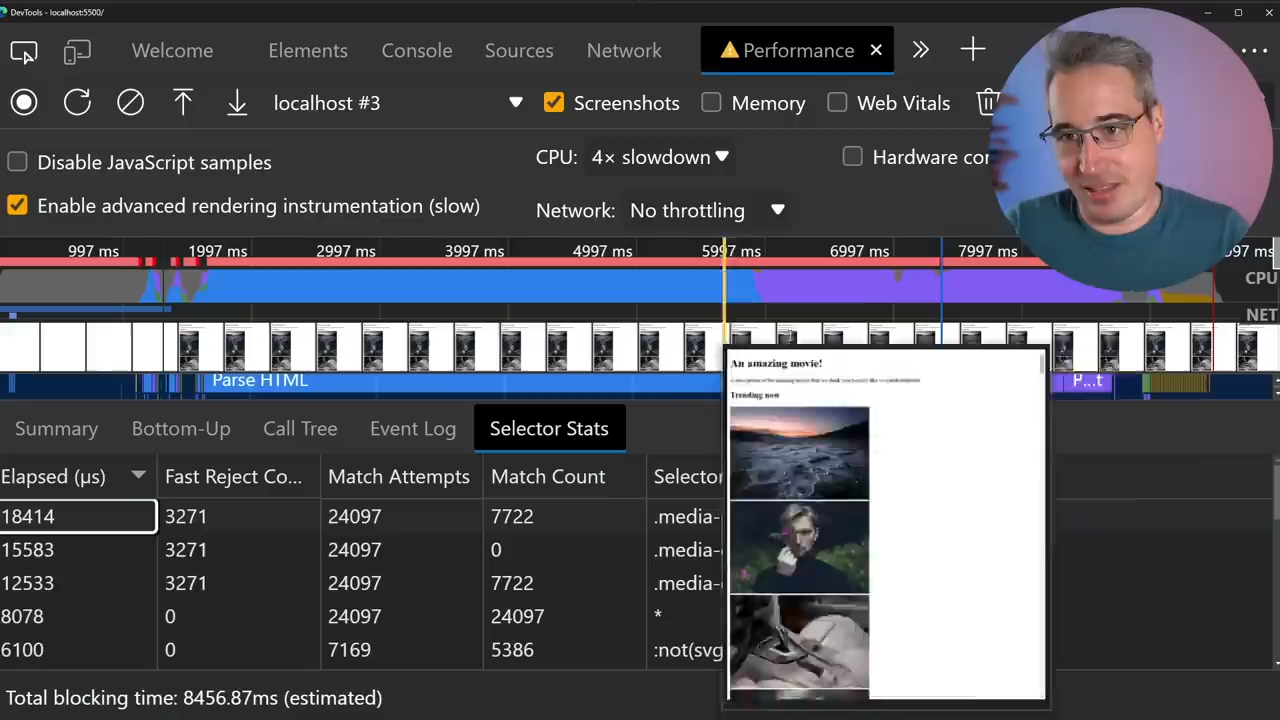 DevTools - localhost:5500/
Welcome Elements Console Sources Network Performance
localhost #3 Screenshots Memory Web Vitals
Disable JavaScript samples CPU: 4× slowdown Hardware con
Enable advanced rendering instrumentation (slow) Network: No throttling
997 ms 1997 ms 2997 ms 3997 ms 4997 ms 5997 ms 6997 ms 7997 ms 997 ms
CPU
NET
Parse HTML P...t
An amazing movie!
Trending now
Summary Bottom-Up Call Tree Event Log Selector Stats
Elapsed (µs) Fast Reject Co... Match Attempts Match Count Selector
18414 3271 24097 7722 .media-
15583 3271 24097 0 .media-
12533 3271 24097 7722 .media-
8078 0 24097 24097 *
6100 0 7169 5386 :not(svg
Total blocking time: 8456.87ms (estimated)